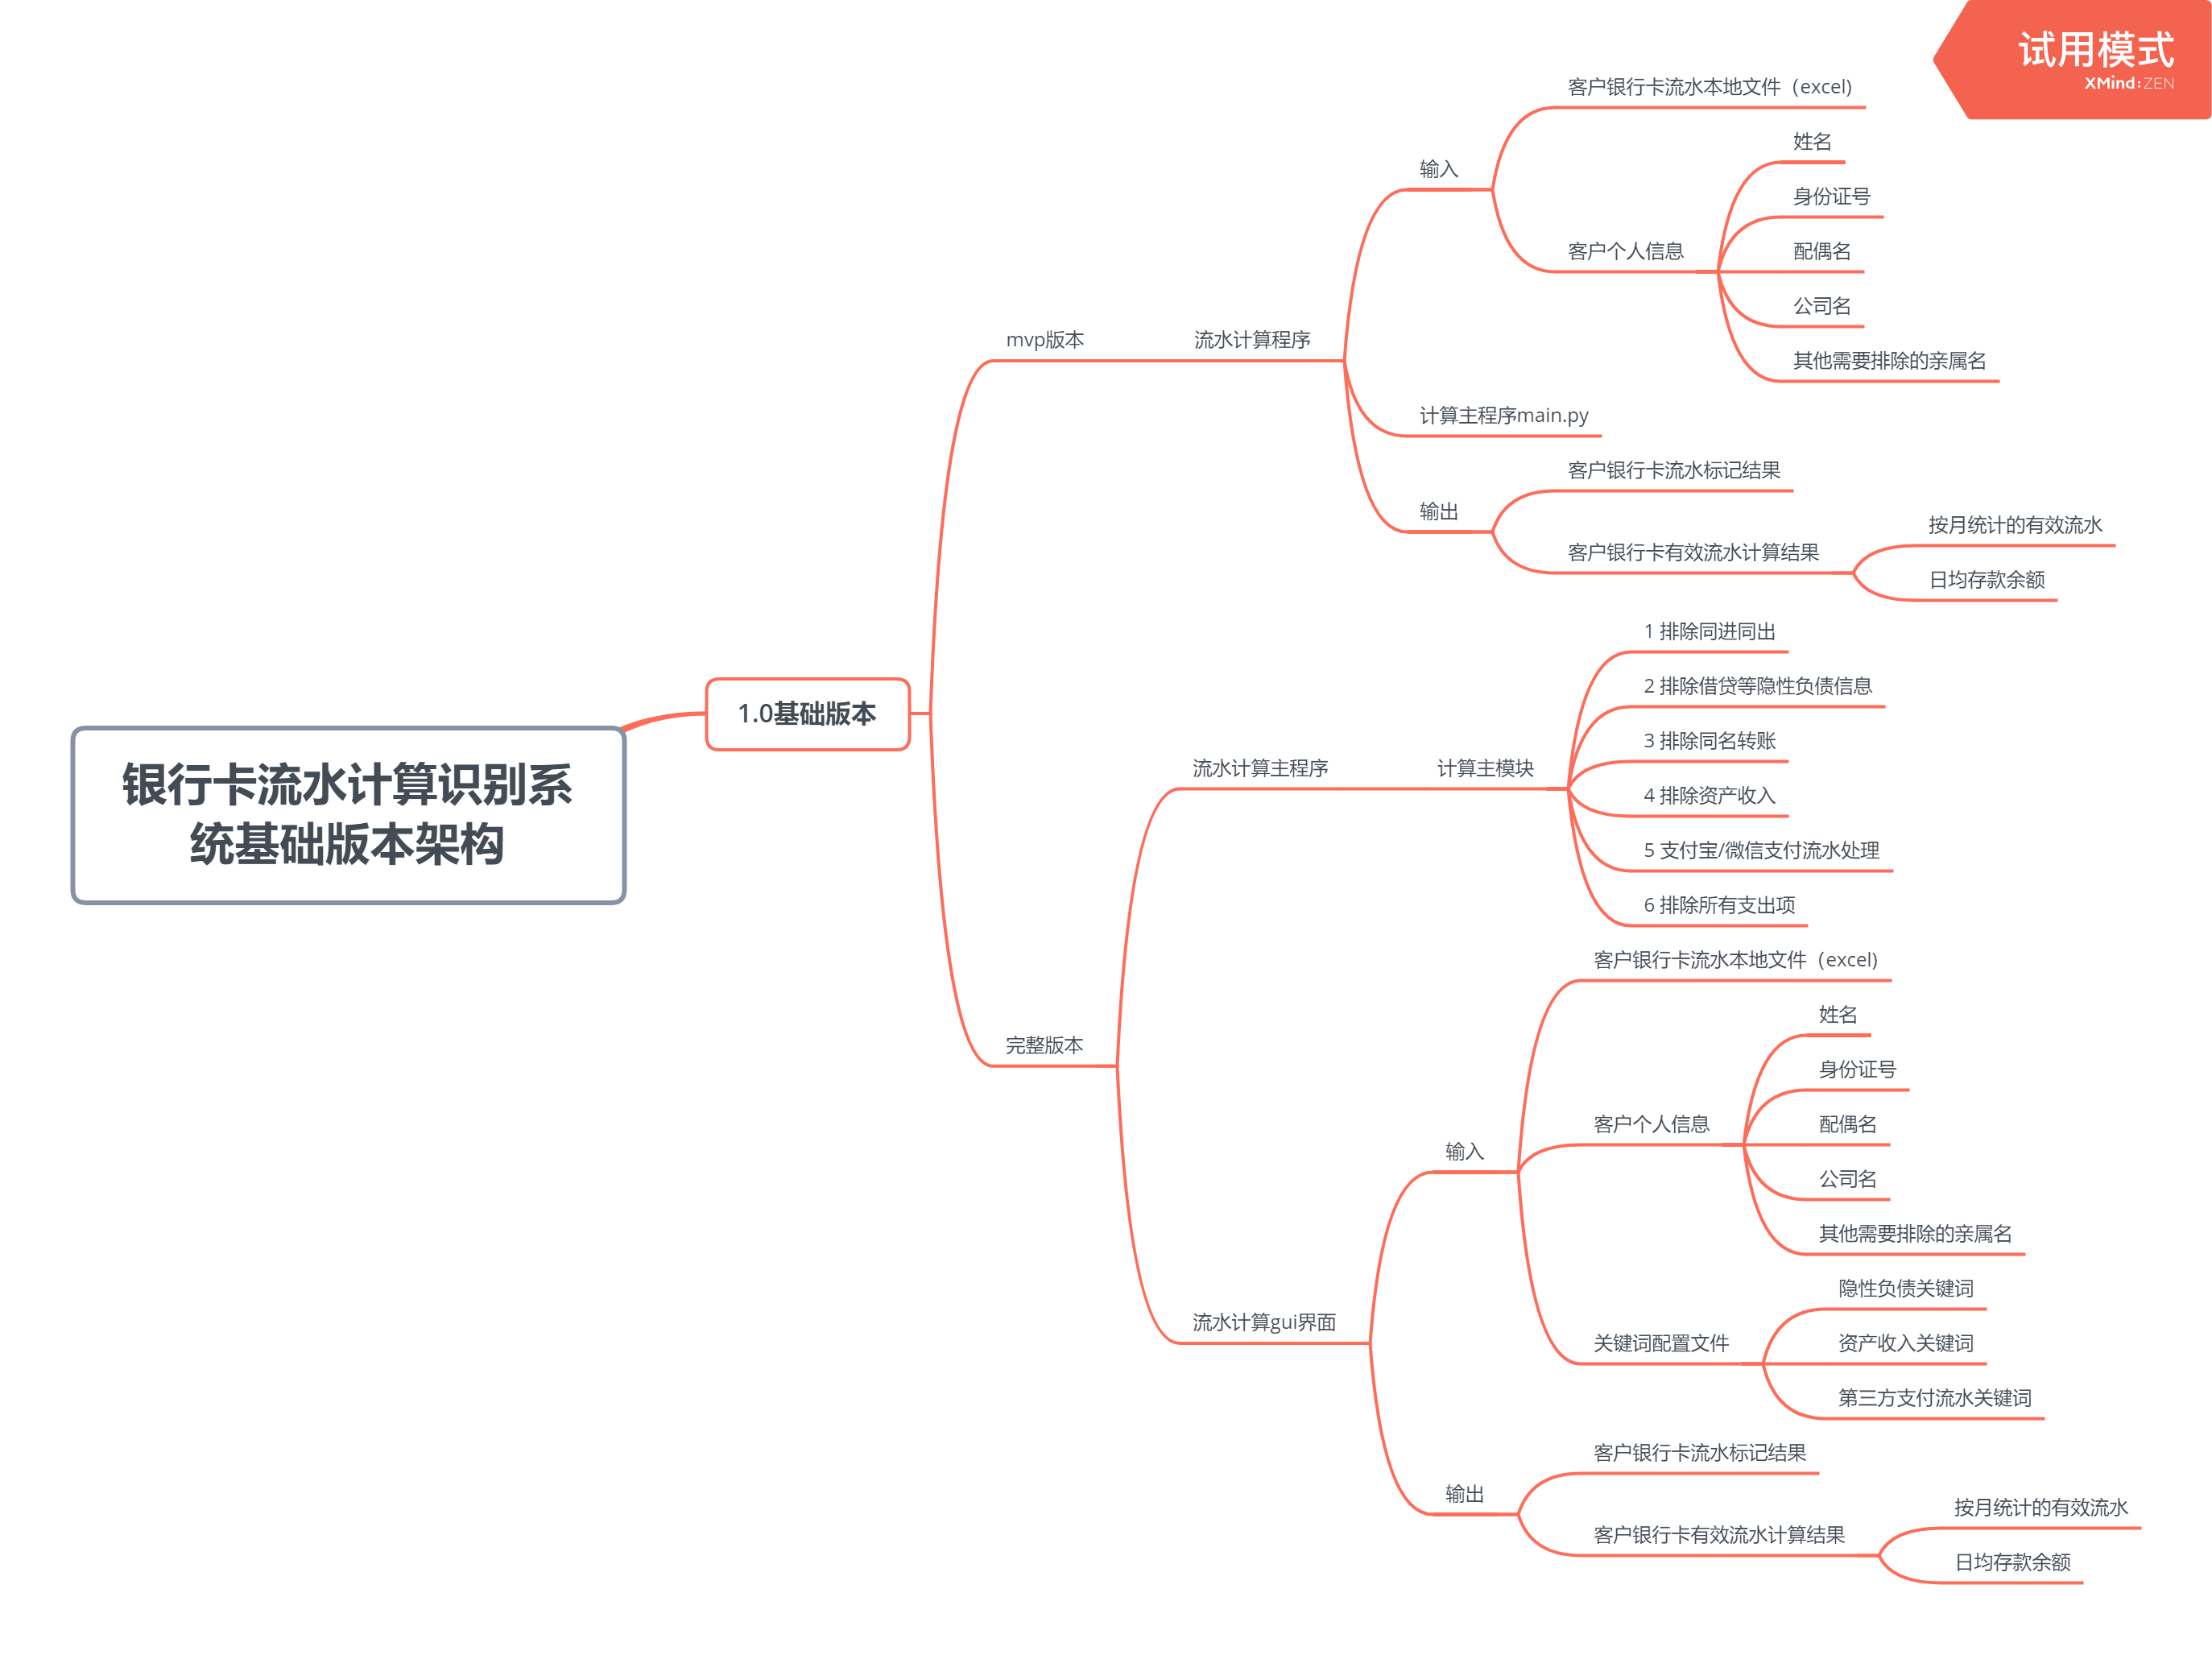 试用模式
XMind:ZEN
银行卡流水计算识别系
统基础版本架构
1.0基础版本
mvp版本
流水计算程序
输入
客户银行卡流水本地文件（excel)
客户个人信息
姓名
身份证号
配偶名
公司名
其他需要排除的亲属名
计算主程序main.py
输出
客户银行卡流水标记结果
客户银行卡有效流水计算结果
按月统计的有效流水
日均存款余额
完整版本
流水计算主程序
计算主模块
1 排除同进同出
2 排除借贷等隐性负债信息
3 排除同名转账
4 排除资产收入
5 支付宝/微信支付流水处理
6 排除所有支出项
流水计算gui界面
输入
客户银行卡流水本地文件（excel)
客户个人信息
姓名
身份证号
配偶名
公司名
其他需要排除的亲属名
关键词配置文件
隐性负债关键词
资产收入关键词
第三方支付流水关键词
输出
客户银行卡流水标记结果
客户银行卡有效流水计算结果
按月统计的有效流水
日均存款余额